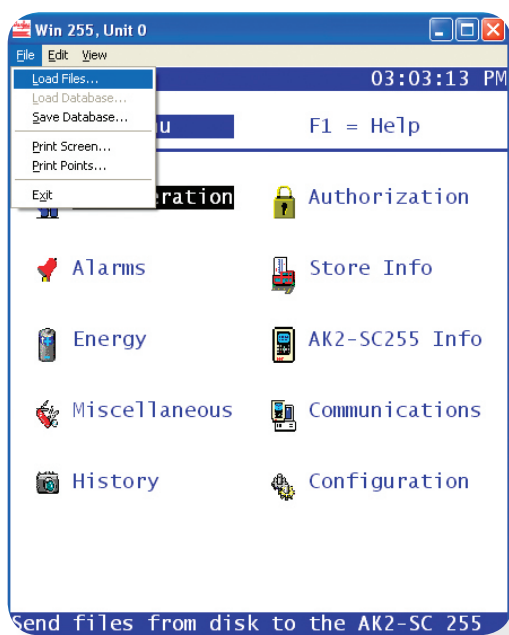 Win 255, Unit 0
File Edit View
Load Files...
Load Database...
Save Database...
Print Screen...
Print Points...
Exit
03:03:13 PM
F1 = Help
Authorization
Alarms
Store Info
Energy
AK2-SC255 Info
Miscellaneous
Communications
History
Configuration
Send files from disk to the AK2-SC 255